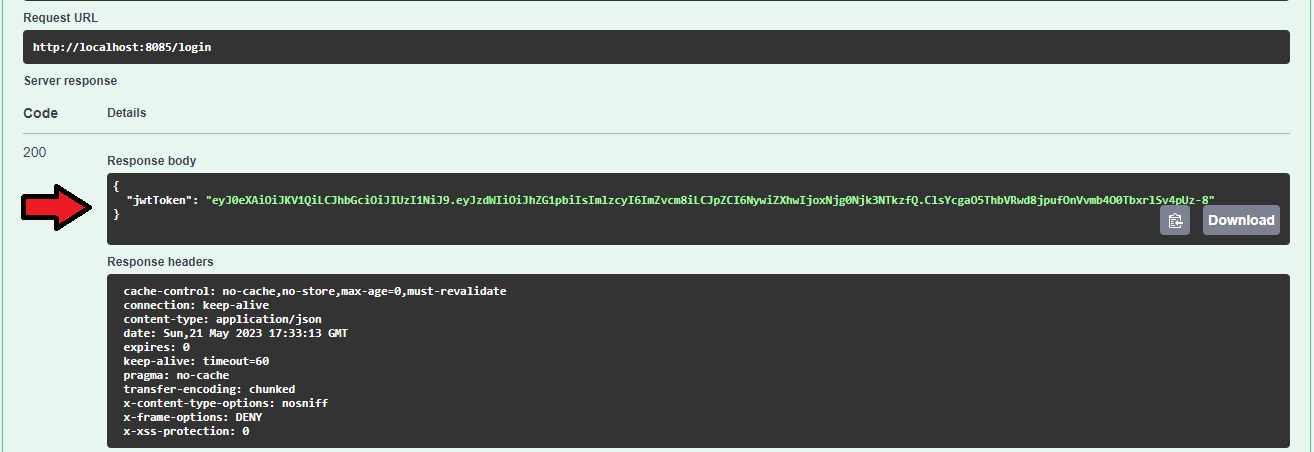 Request URL
http://localhost:8085/login
Server response
Code Details
200
Response body
{
"jwtToken": "eyJ0eXAiOiJKV1QiLCJhbGciOiJIUzI1NiJ9.eyJzdWIiOiJhZG1pbiIsImlzcyI6ImZvcm8iLCJpZCI6NywiZXhwIjoxNjg0Njk3NTkzfQ.ClsYcgaO5ThbVRwd8jpufOnVvmb4O0TbxrlSv4pUz-8"
}
Download
Response headers
cache-control: no-cache,no-store,max-age=0,must-revalidate
connection: keep-alive
content-type: application/json
date: Sun,21 May 2023 17:33:13 GMT
expires: 0
keep-alive: timeout=60
pragma: no-cache
transfer-encoding: chunked
x-content-type-options: nosniff
x-frame-options: DENY
x-xss-protection: 0